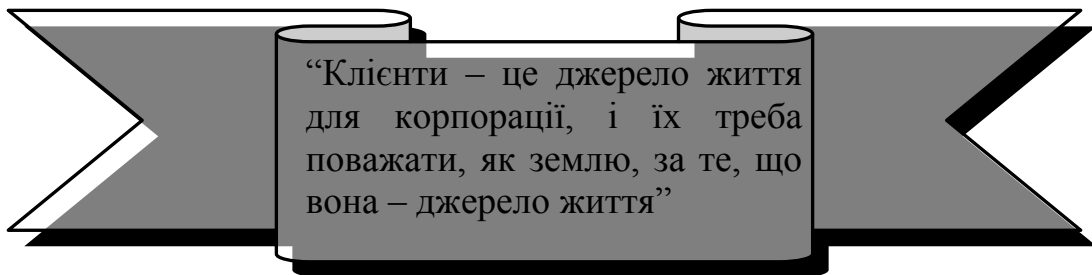 “Клієнти – це джерело життя
для корпорації, і їх треба
поважати, як землю, за те, що
вона – джерело життя”